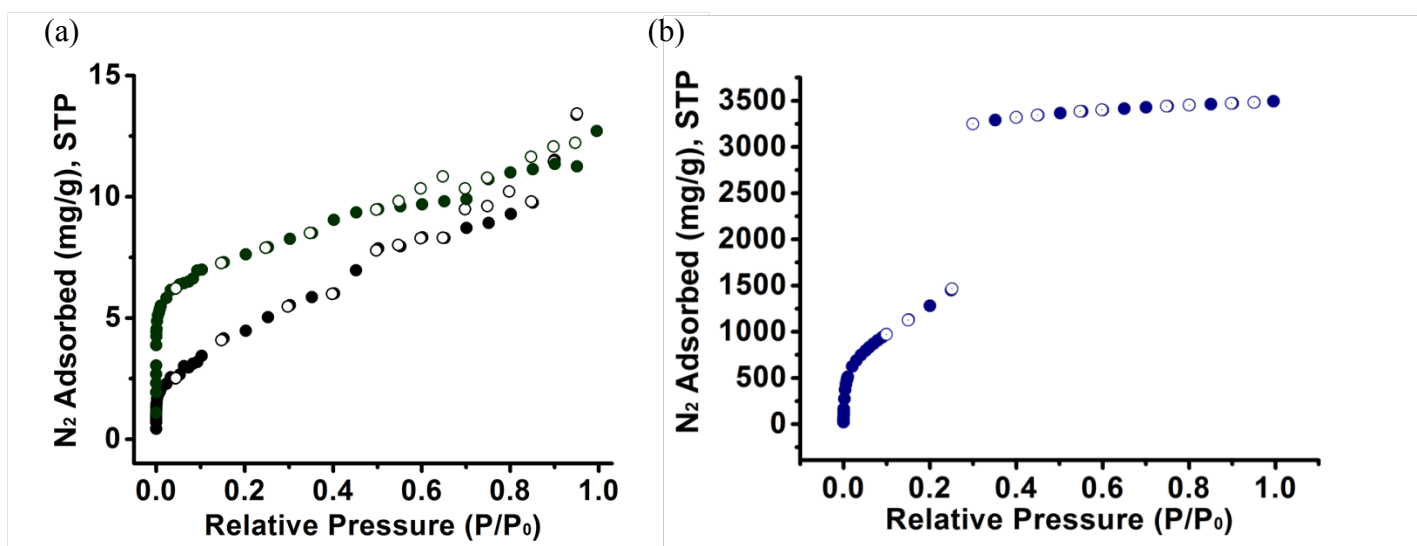 (a)
N₂ Adsorbed (mg/g), STP
15
10
5
0
0.0 0.2 0.4 0.6 0.8 1.0
Relative Pressure (P/P₀)
(b)
N₂ Adsorbed (mg/g), STP
3500
3000
2500
2000
1500
1000
500
0
0.0 0.2 0.4 0.6 0.8 1.0
Relative Pressure (P/P₀)